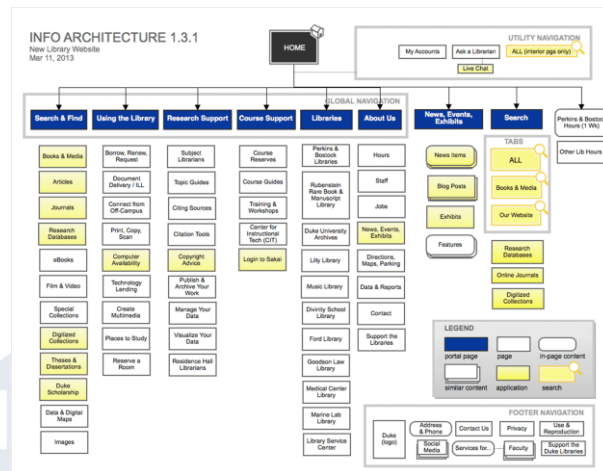 INFO ARCHITECTURE 1.3.1
New Library Website
Mar 11, 2013
HOME
UTILITY NAVIGATION
My Accounts
Ask a Librarian
ALL (interior pgs only)
Live Chat
GLOBAL NAVIGATION
Search & Find
Using the Library
Research Support
Course Support
Libraries
About Us
News, Events,
Exhibits
Search
Perkins & Bostock
Hours (1 Wk)
Other Lib Hours
Books & Media
Articles
Journals
Research
Databases
eBooks
Film & Video
Special
Collections
Digitized
Collections
Theses &
Dissertations
Duke
Scholarship
Data & Digital
Maps
Images
Borrow, Renew,
Request
Document
Delivery / ILL
Connect from
Off-Campus
Print, Copy,
Scan
Computer
Availability
Technology
Lending
Create
Multimedia
Places to Study
Reserve a
Room
Subject
Librarians
Topic Guides
Citing Sources
Citation Tools
Copyright
Advice
Publish &
Archive Your
Work
Manage Your
Data
Visualize Your
Data
Residence Hall
Librarians
Course
Reserves
Course Guides
Training &
Workshops
Center for
Instructional
Tech (CIT)
Login to Sakai
Perkins &
Bostock
Libraries
Rubenstein
Rare Book &
Manuscript
Library
Duke University
Archives
Lilly Library
Music Library
Divinity School
Library
Ford Library
Goodson Law
Library
Medical Center
Library
Marine Lab
Library
Library Service
Center
Hours
Staff
Jobs
News, Events,
Exhibits
Directions,
Maps, Parking
Data & Reports
Contact
Support the
Libraries
News Items
Blog Posts
Exhibits
Features
TABS
ALL
Books & Media
Our Website
Research
Databases
Online Journals
Digitized
Collections
LEGEND
portal page
page
in-page content
similar content
application
search
FOOTER NAVIGATION
Duke
(logo)
Address
& Phone
Contact Us
Privacy
Use &
Reproduction
Social
Media
Services for...
Faculty
Support the
Duke Libraries